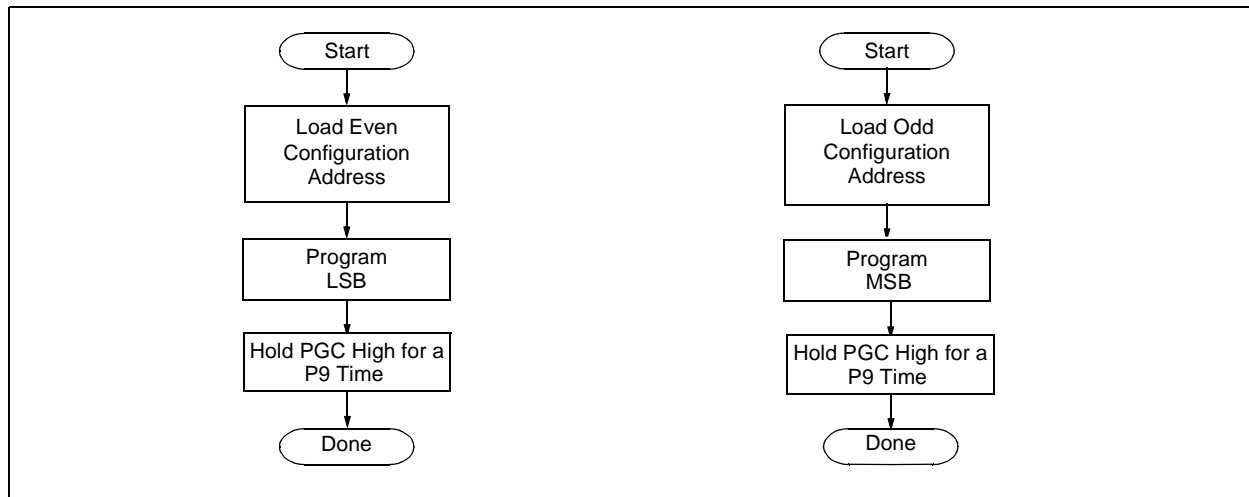 Start
Load Even
Configuration
Address
Program
LSB
Hold PGC High for a
P9 Time
Done
Start
Load Odd
Configuration
Address
Program
MSB
Hold PGC High for a
P9 Time
Done